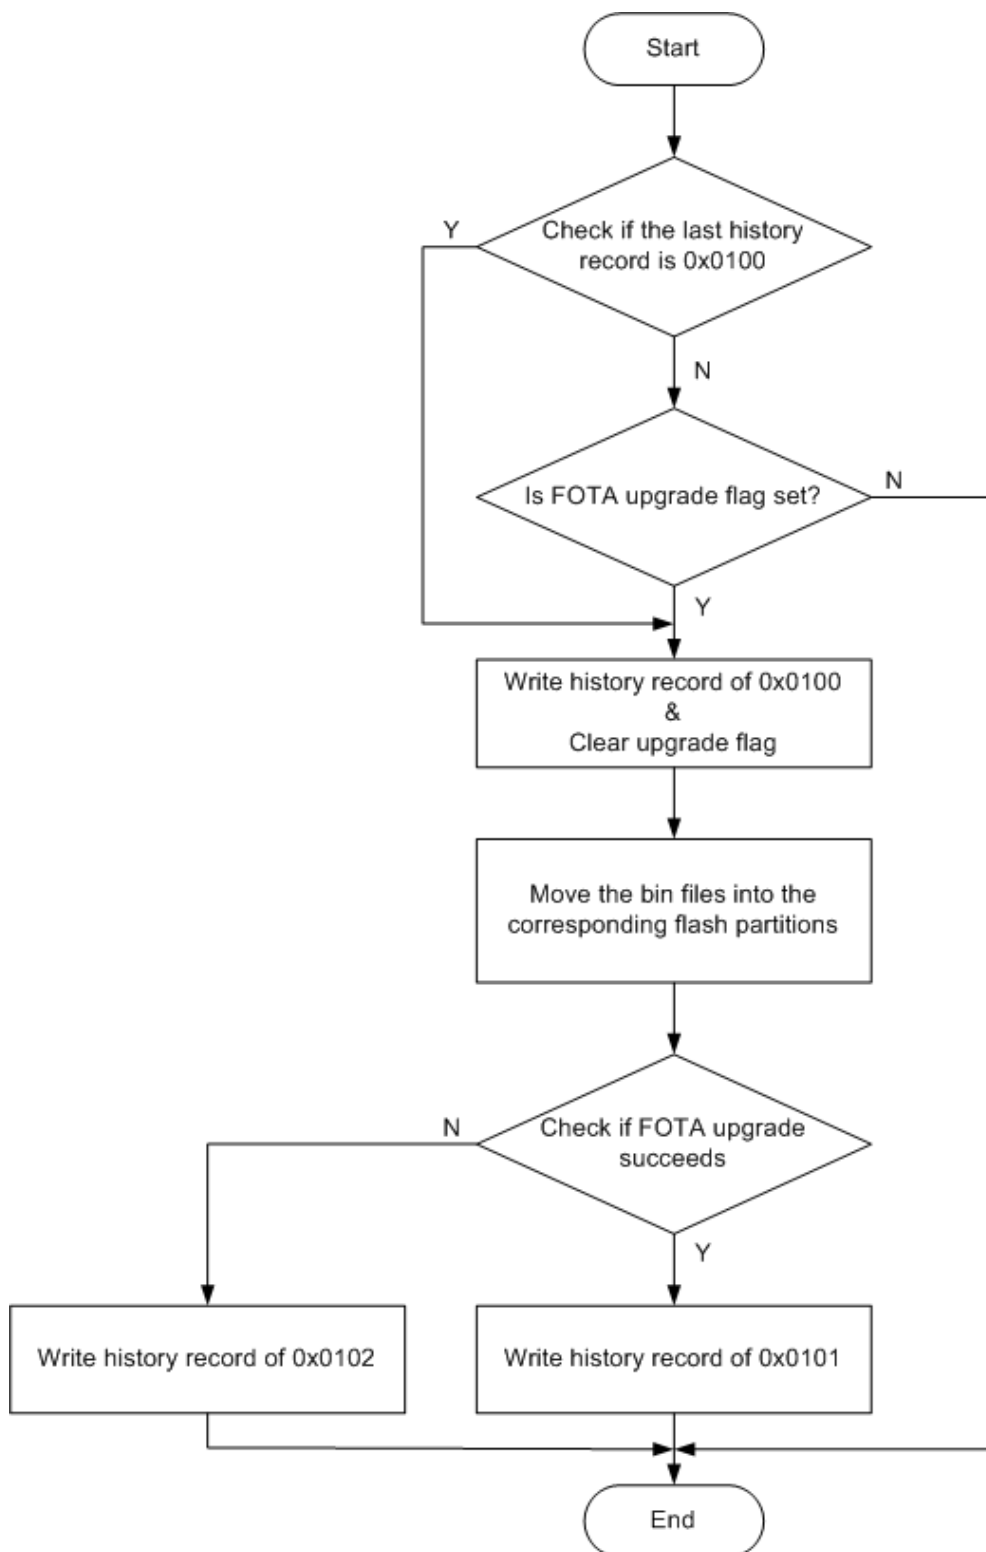 Start
Check if the last history
record is 0x0100
Y
N
Is FOTA upgrade flag set?
N
Y
Write history record of 0x0100
&
Clear upgrade flag
Move the bin files into the
corresponding flash partitions
Check if FOTA upgrade
succeeds
N
Y
Write history record of 0x0102
Write history record of 0x0101
End